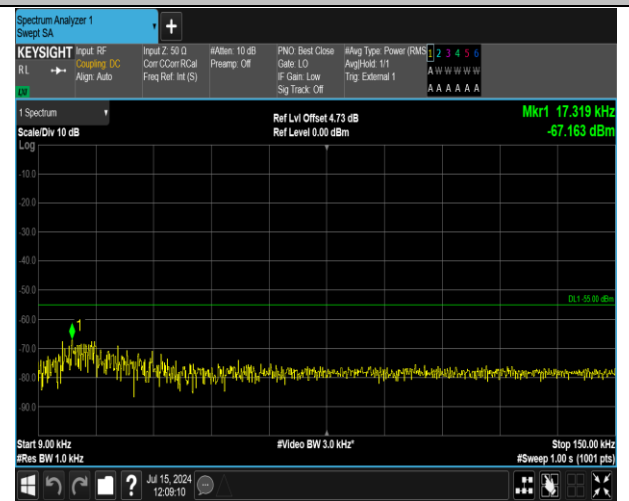 Spectrum Analyzer 1
Swept SA
+
KEYSIGHT Input: RF Input Z: 50 Ω #Atten: 10 dB PNO: Best Close #Avg Type: Power (RMS 1 2 3 4 5 6
RL Coupling: DC Corr CCorr RCal Preamp: Off Gate: LO Avg|Hold: 1/1 A W W W W W
Align: Auto Freq Ref: Int (S) IF Gain: Low Trig: External 1 A A A A A A
Sig Track: Off
1 Spectrum
Ref Lvl Offset 4.73 dB Mkr1 17.319 kHz
Scale/Div 10 dB Ref Level 0.00 dBm -67.163 dBm
Log
-10.0
-20.0
-30.0
-40.0
-50.0
DL1 -55.00 dBm
-60.0
1
-70.0
-80.0
-90.0
Start 9.00 kHz #Video BW 3.0 kHz* Stop 150.00 kHz
#Res BW 1.0 kHz #Sweep 1.00 s (1001 pts)
? Jul 15, 2024
12:09:10